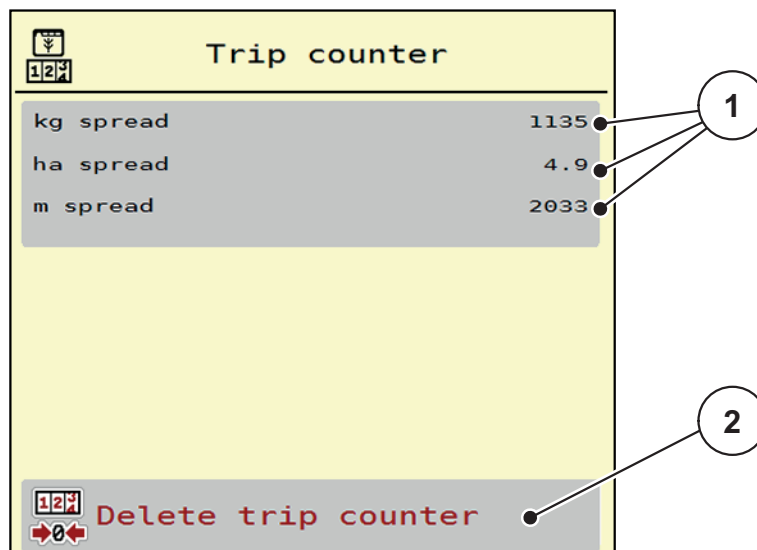 Trip counter
kg spread 1135
ha spread 4.9
m spread 2033
1
2
Delete trip counter